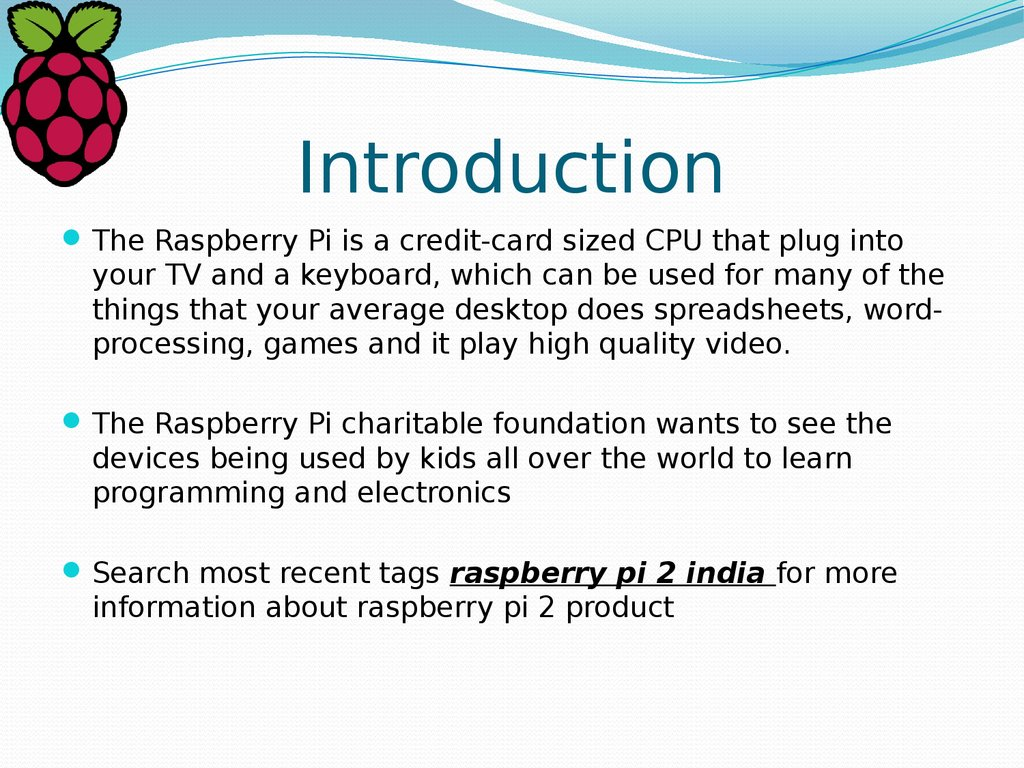 Introduction
The Raspberry Pi is a credit-card sized CPU that plug into
your TV and a keyboard, which can be used for many of the
things that your average desktop does spreadsheets, word-
processing, games and it play high quality video.
The Raspberry Pi charitable foundation wants to see the
devices being used by kids all over the world to learn
programming and electronics
Search most recent tags raspberry pi 2 india for more
information about raspberry pi 2 product